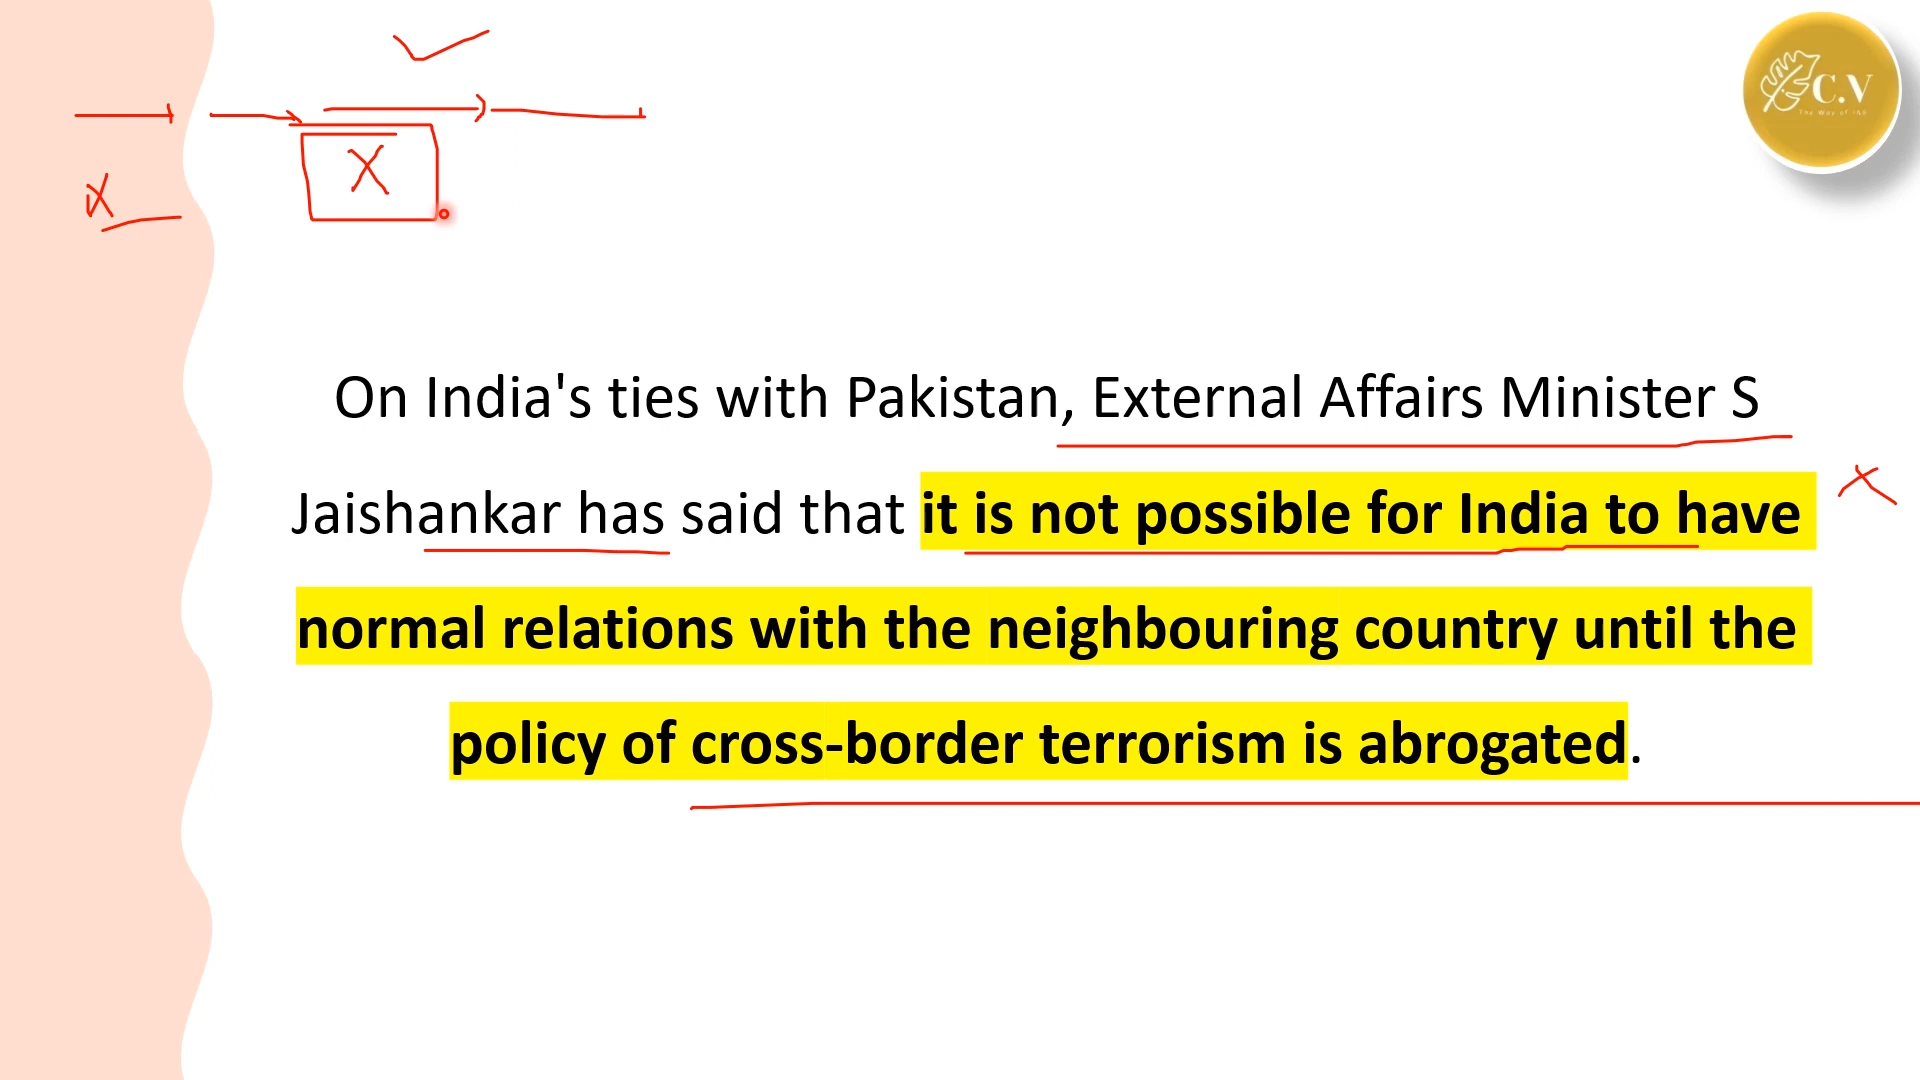 C.V
X
X
On India's ties with Pakistan, External Affairs Minister S
Jaishankar has said that it is not possible for India to have
X
normal relations with the neighbouring country until the
policy of cross-border terrorism is abrogated.